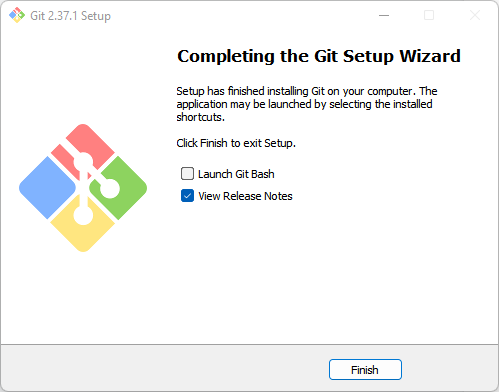 Git 2.37.1 Setup
Completing the Git Setup Wizard
Setup has finished installing Git on your computer. The
application may be launched by selecting the installed
shortcuts.
Click Finish to exit Setup.
Launch Git Bash
View Release Notes
Finish